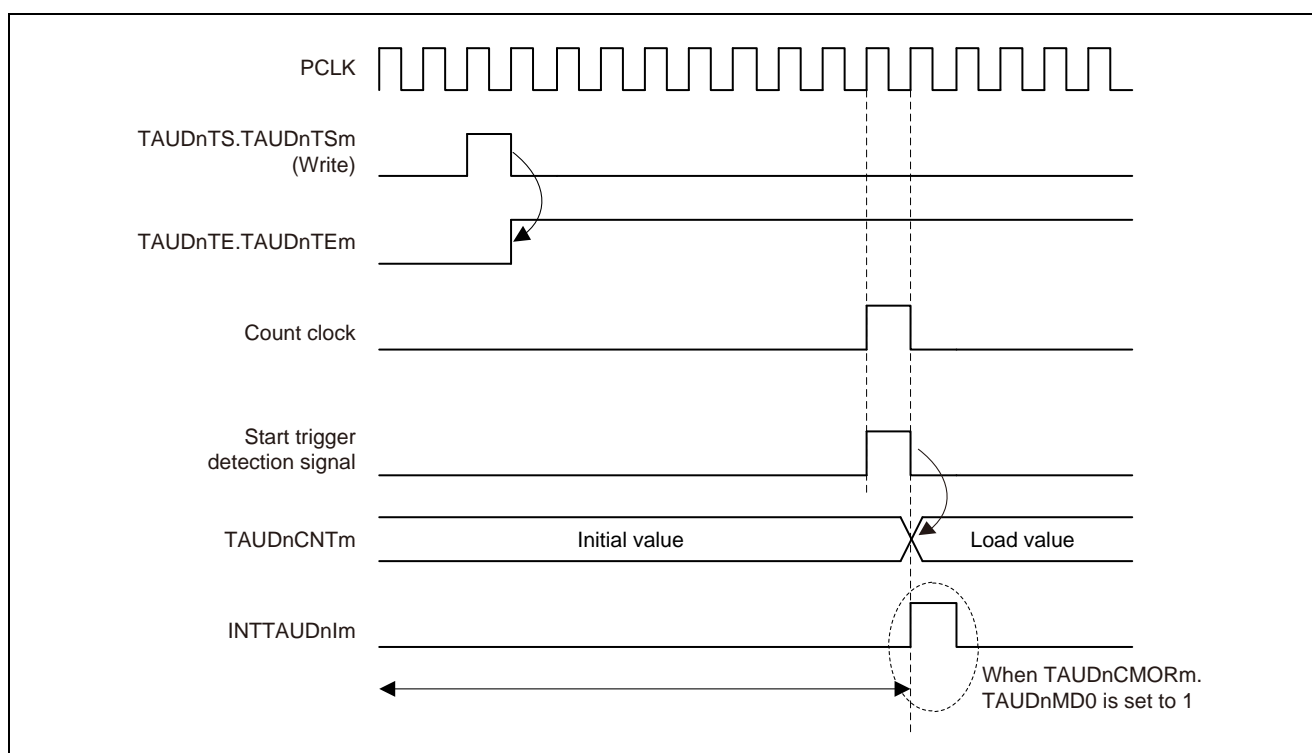 PCLK
TAUDnTS.TAUDnTSm
(Write)
TAUDnTE.TAUDnTEm
Count clock
Start trigger
detection signal
TAUDnCNTm
Initial value
Load value
INTTAUDnIm
When TAUDnCMORm.
TAUDnMD0 is set to 1